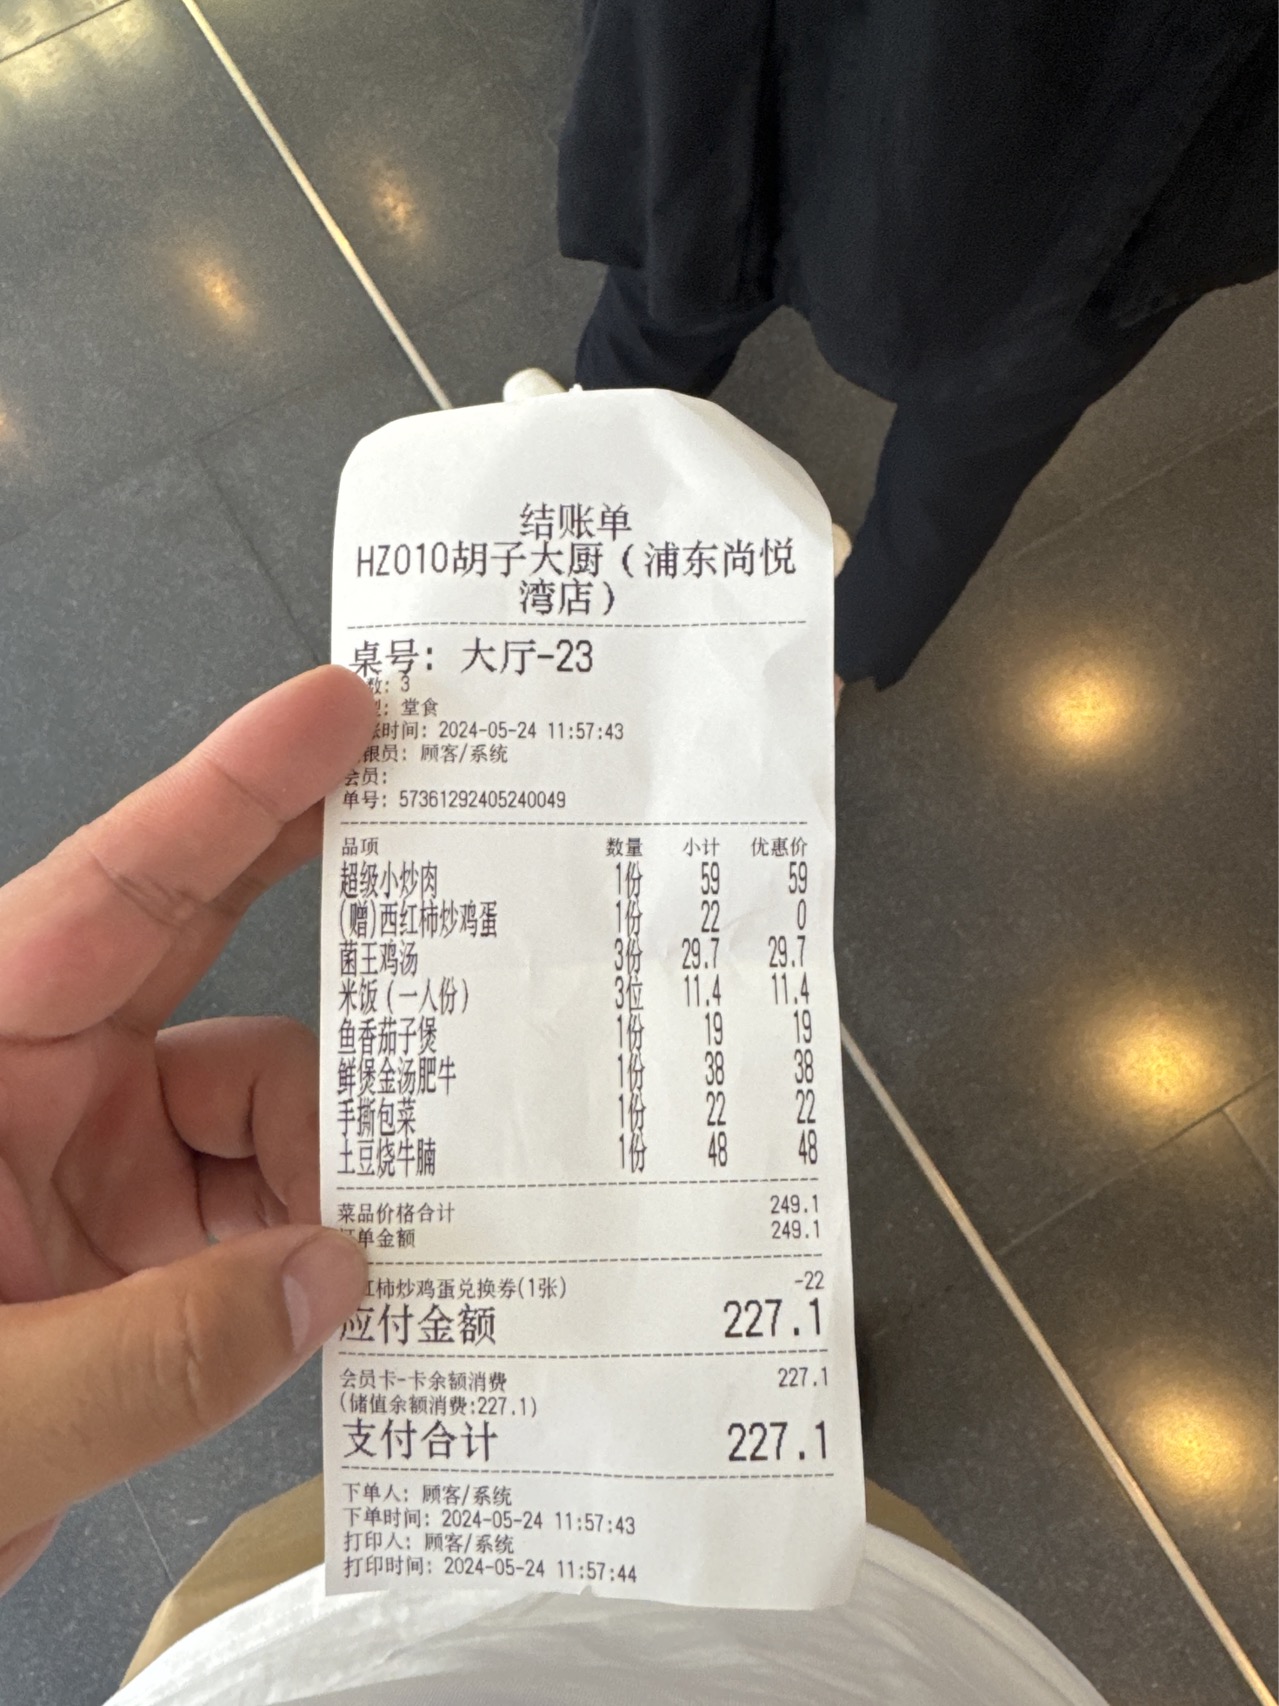 结账单
HZ010胡子大厨(浦东尚悦
湾店)
桌号: 大厅-23
数: 3
型: 堂食
账时间: 2024-05-24 11:57:43
银员: 顾客/系统
会员:
单号: 57361292405240049
品项 数量 小计 优惠价
超级小炒肉 1份 59 59
(赠)西红柿炒鸡蛋 1份 22 0
菌王鸡汤 3份 29.7 29.7
米饭(一人份) 3位 11.4 11.4
鱼香茄子煲 1份 19 19
鲜煲金汤肥牛 1份 38 38
手撕包菜 1份 22 22
土豆烧牛腩 1份 48 48
菜品价格合计 249.1
订单金额 249.1
红柿炒鸡蛋兑换券(1张) -22
应付金额 227.1
会员卡-卡余额消费 227.1
(储值余额消费:227.1)
支付合计 227.1
下单人: 顾客/系统
下单时间: 2024-05-24 11:57:43
打印人: 顾客/系统
打印时间: 2024-05-24 11:57:44